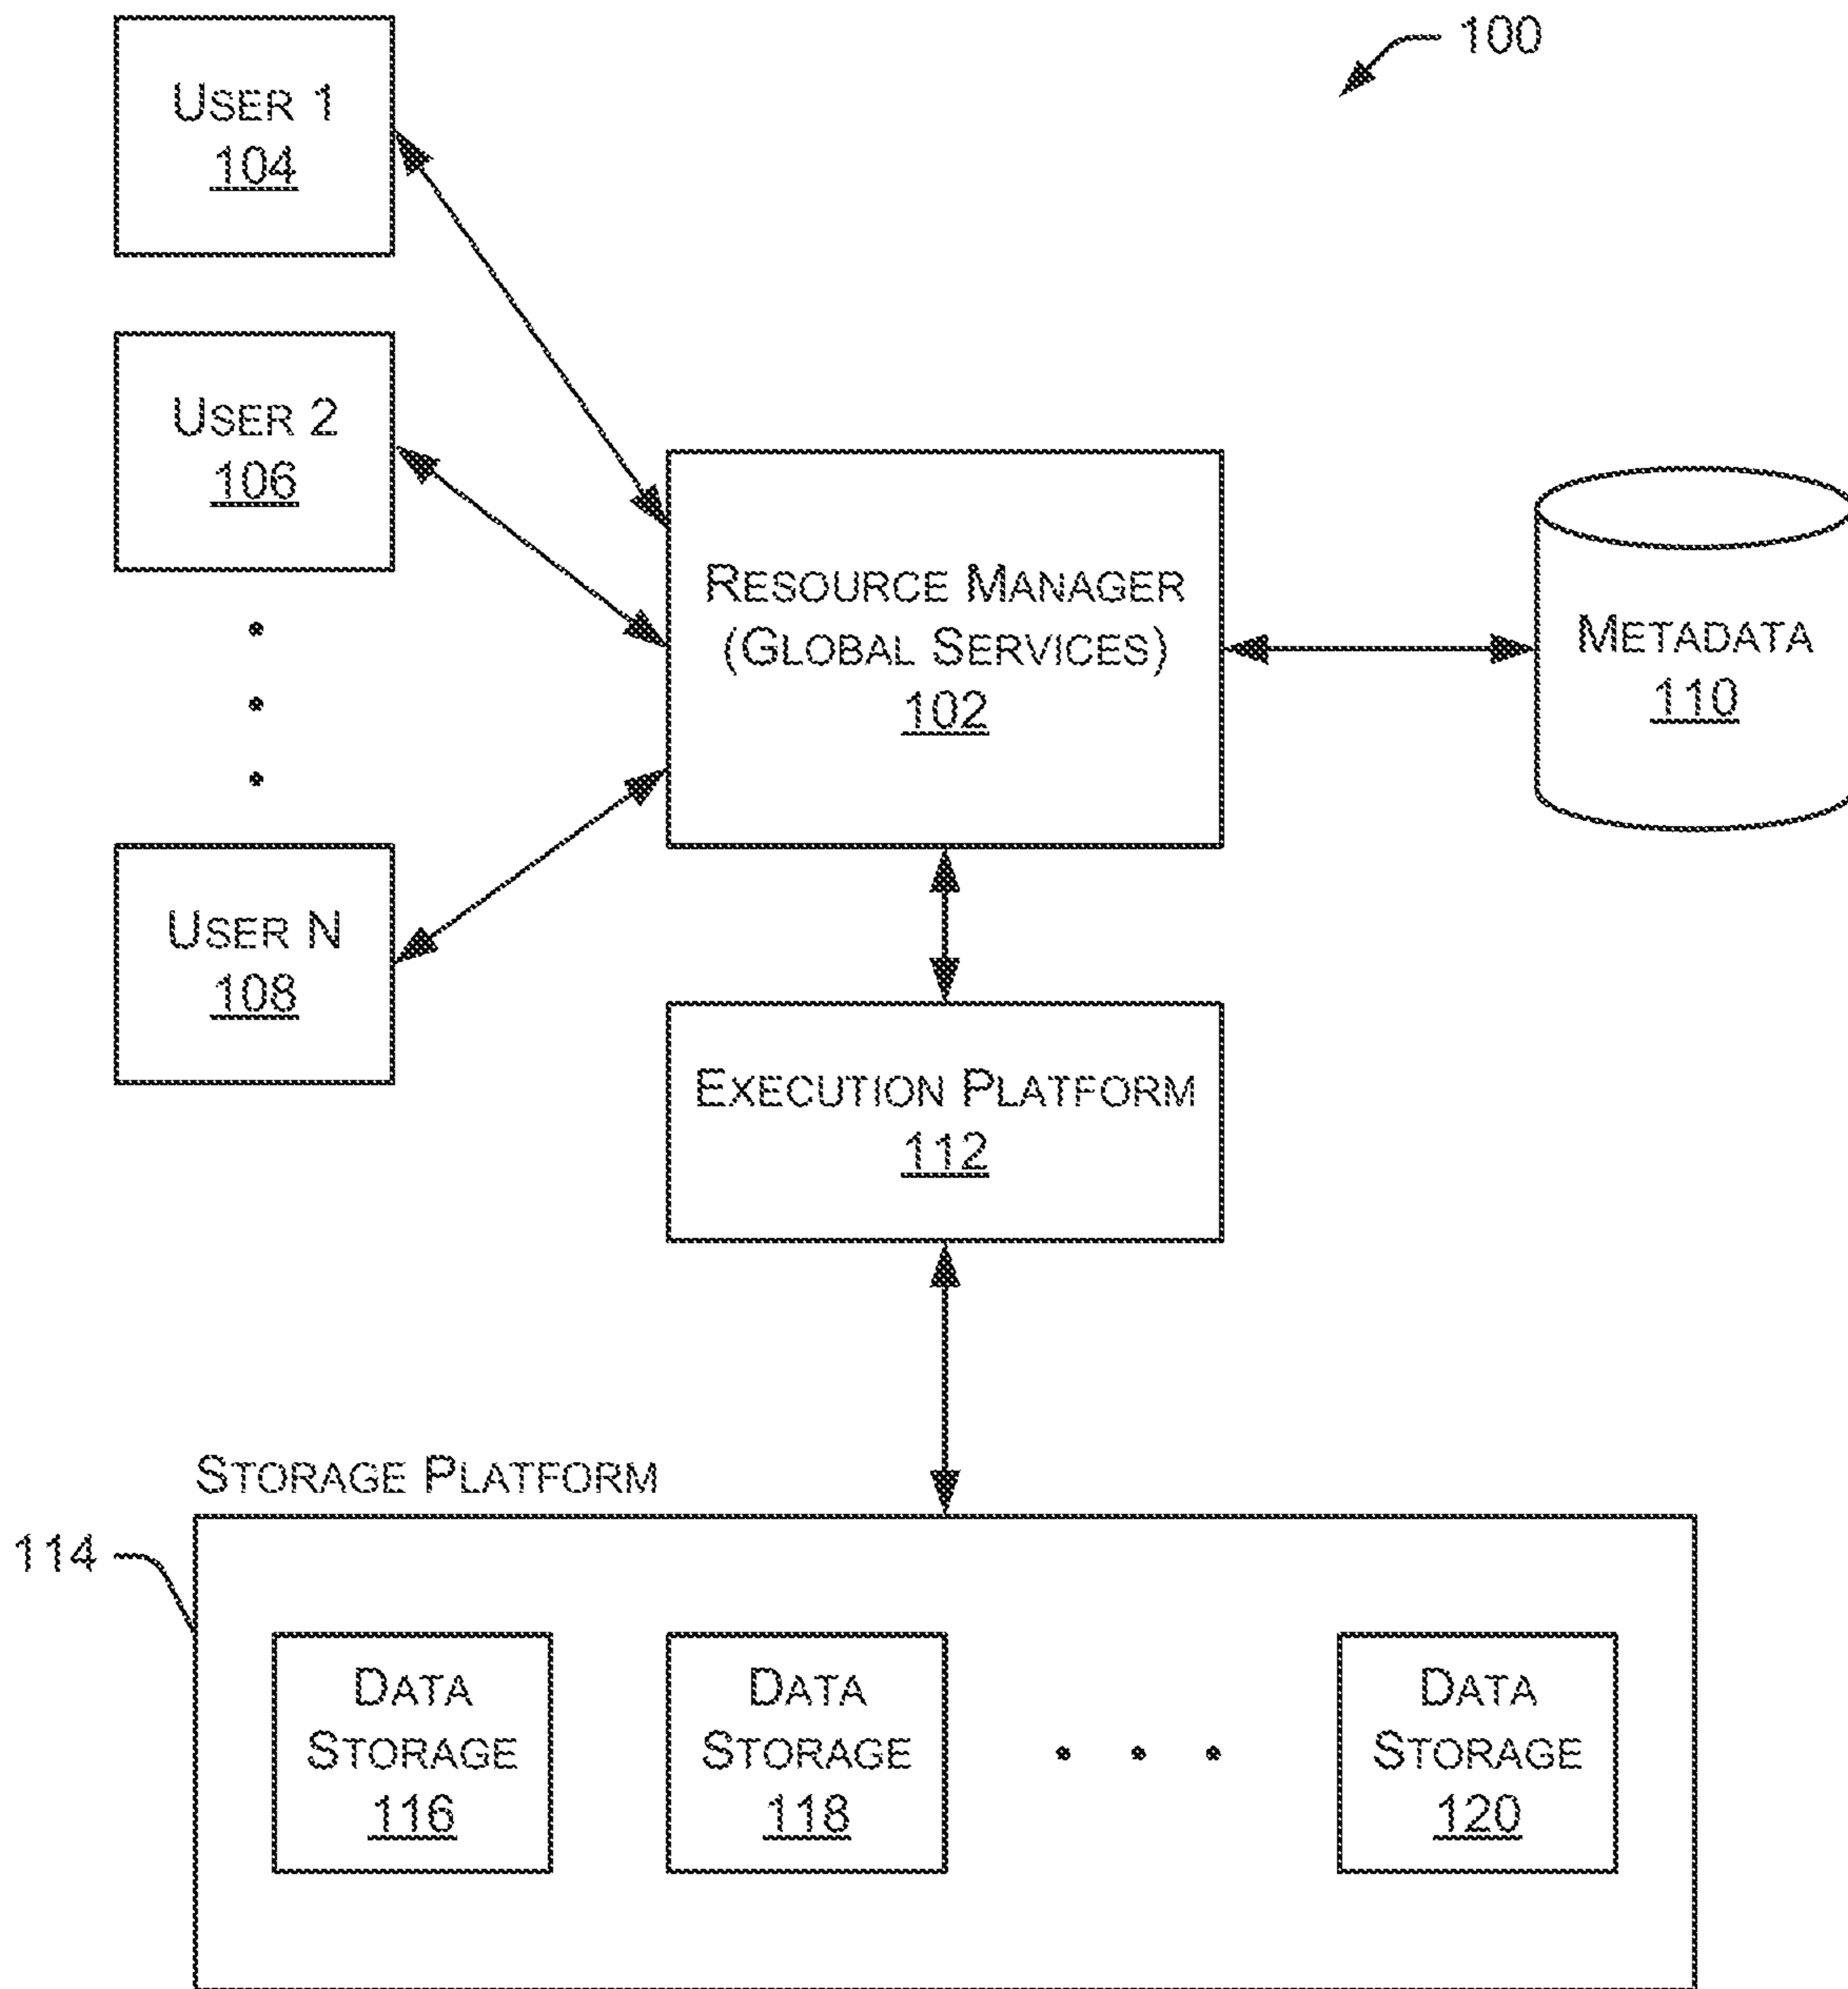 100
USER 1
104
USER 2
106
RESOURCE MANAGER
(GLOBAL SERVICES)
102
METADATA
110
USER N
108
EXECUTION PLATFORM
112
STORAGE PLATFORM
114
DATA
STORAGE
116
DATA
STORAGE
118
DATA
STORAGE
120